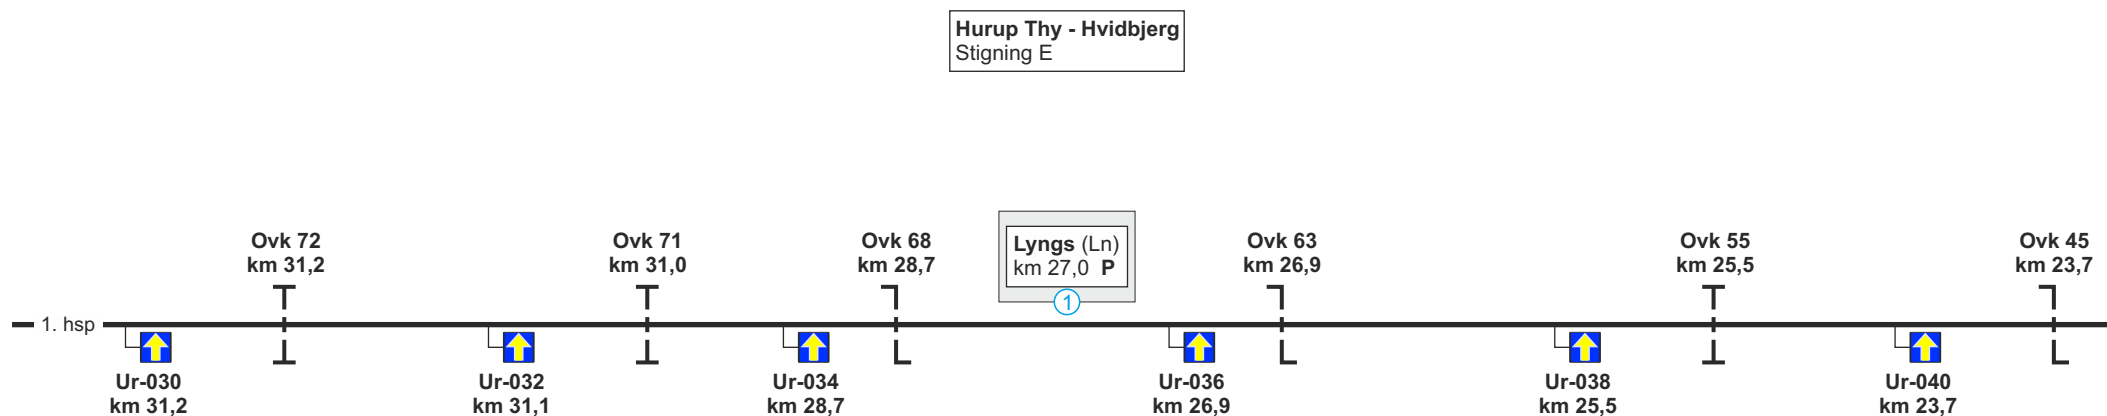 Hurup Thy - Hvidbjerg
Stigning E
Ovk 72
km 31,2
Ovk 71
km 31,0
Ovk 68
km 28,7
Lyngs (Ln)
km 27,0 P
1
Ovk 63
km 26,9
Ovk 55
km 25,5
Ovk 45
km 23,7
1. hsp
Ur-030
km 31,2
Ur-032
km 31,1
Ur-034
km 28,7
Ur-036
km 26,9
Ur-038
km 25,5
Ur-040
km 23,7